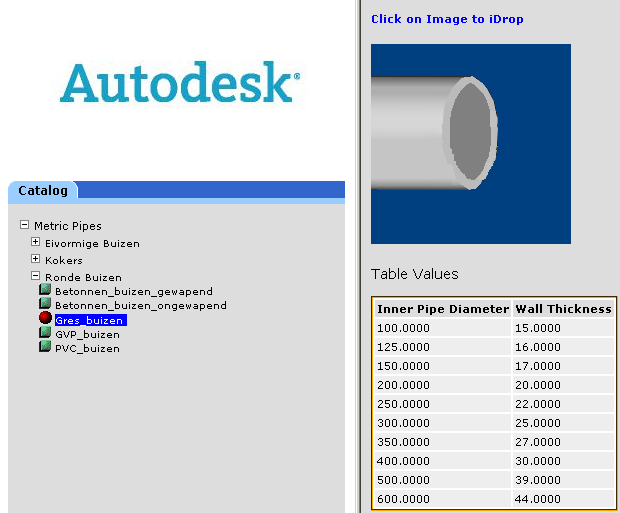 Autodesk®
Catalog
Metric Pipes
Eivormige Buizen
Kokers
Ronde Buizen
Betonnen_buizen_gewapend
Betonnen_buizen_ongewapend
Gres_buizen
GVP_buizen
PVC_buizen
Click on Image to iDrop
Table Values
Inner Pipe Diameter Wall Thickness
100.0000 15.0000
125.0000 16.0000
150.0000 17.0000
200.0000 20.0000
250.0000 22.0000
300.0000 25.0000
350.0000 27.0000
400.0000 30.0000
500.0000 39.0000
600.0000 44.0000